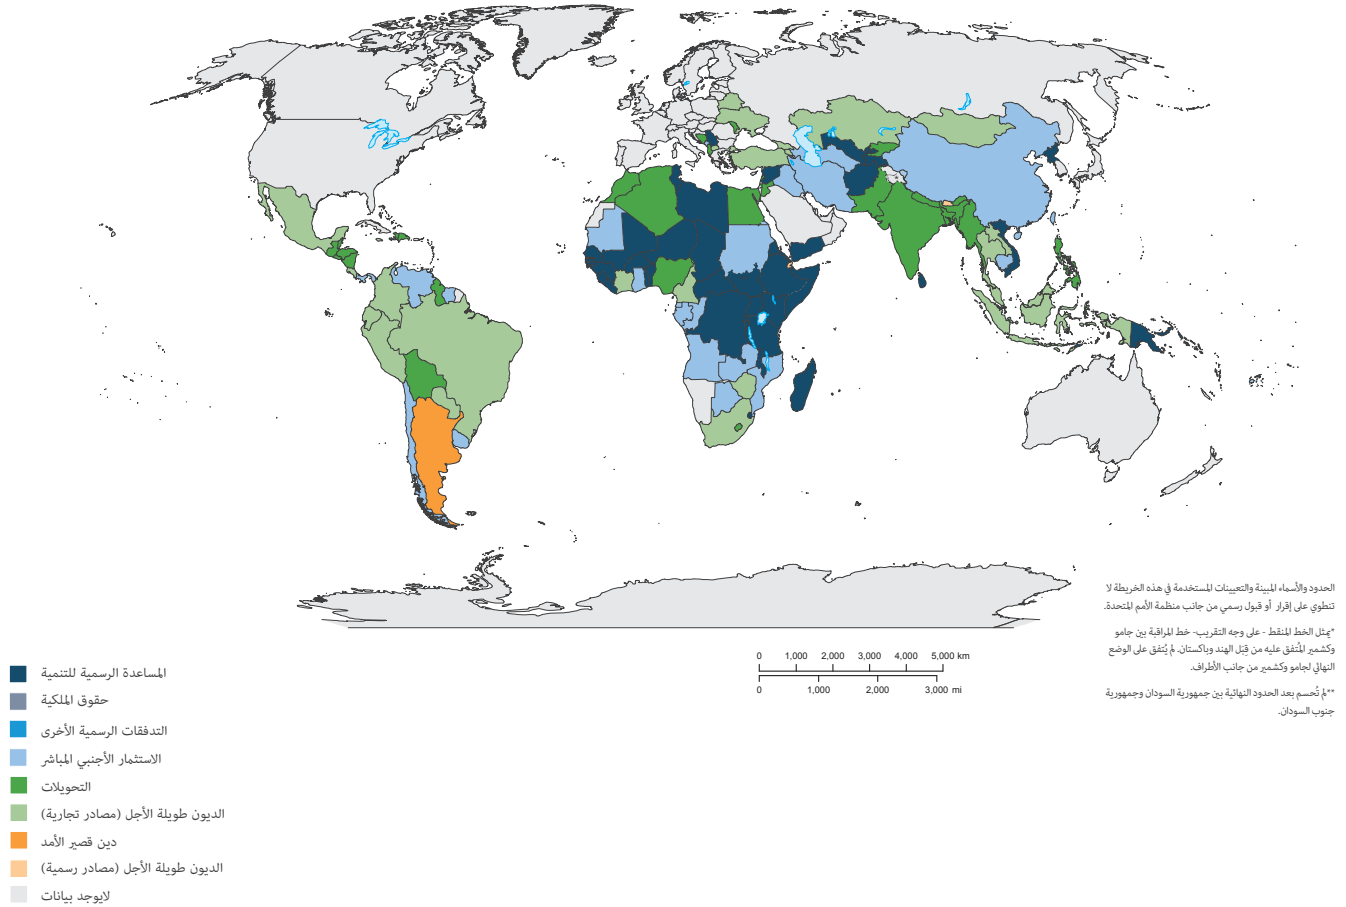 الحدود والأسماء المبينة والتعيينات المستخدمة في هذه الخريطة لا
تنطوي على إقرار أو قبول رسمي من جانب منظمة الأمم المتحدة.
*يمثل الخط المنقط - على وجه التقريب- خط المراقبة بين جامو
وكشمير المُتفق عليه من قِبَل الهند وباكستان. لم يُتفق على الوضع
النهائي لجامو وكشمير من جانب الأطراف.
**لم تُحسم بعد الحدود النهائية بين جمهورية السودان وجمهورية
جنوب السودان.
0 1,000 2,000 3,000 4,000 5,000 km
0 1,000 2,000 3,000 mi
المساعدة الرسمية للتنمية
حقوق الملكية
التدفقات الرسمية الأخرى
الاستثمار الأجنبي المباشر
التحويلات
الديون طويلة الأجل (مصادر تجارية)
دين قصير الأمد
الديون طويلة الأجل (مصادر رسمية)
لايوجد بيانات